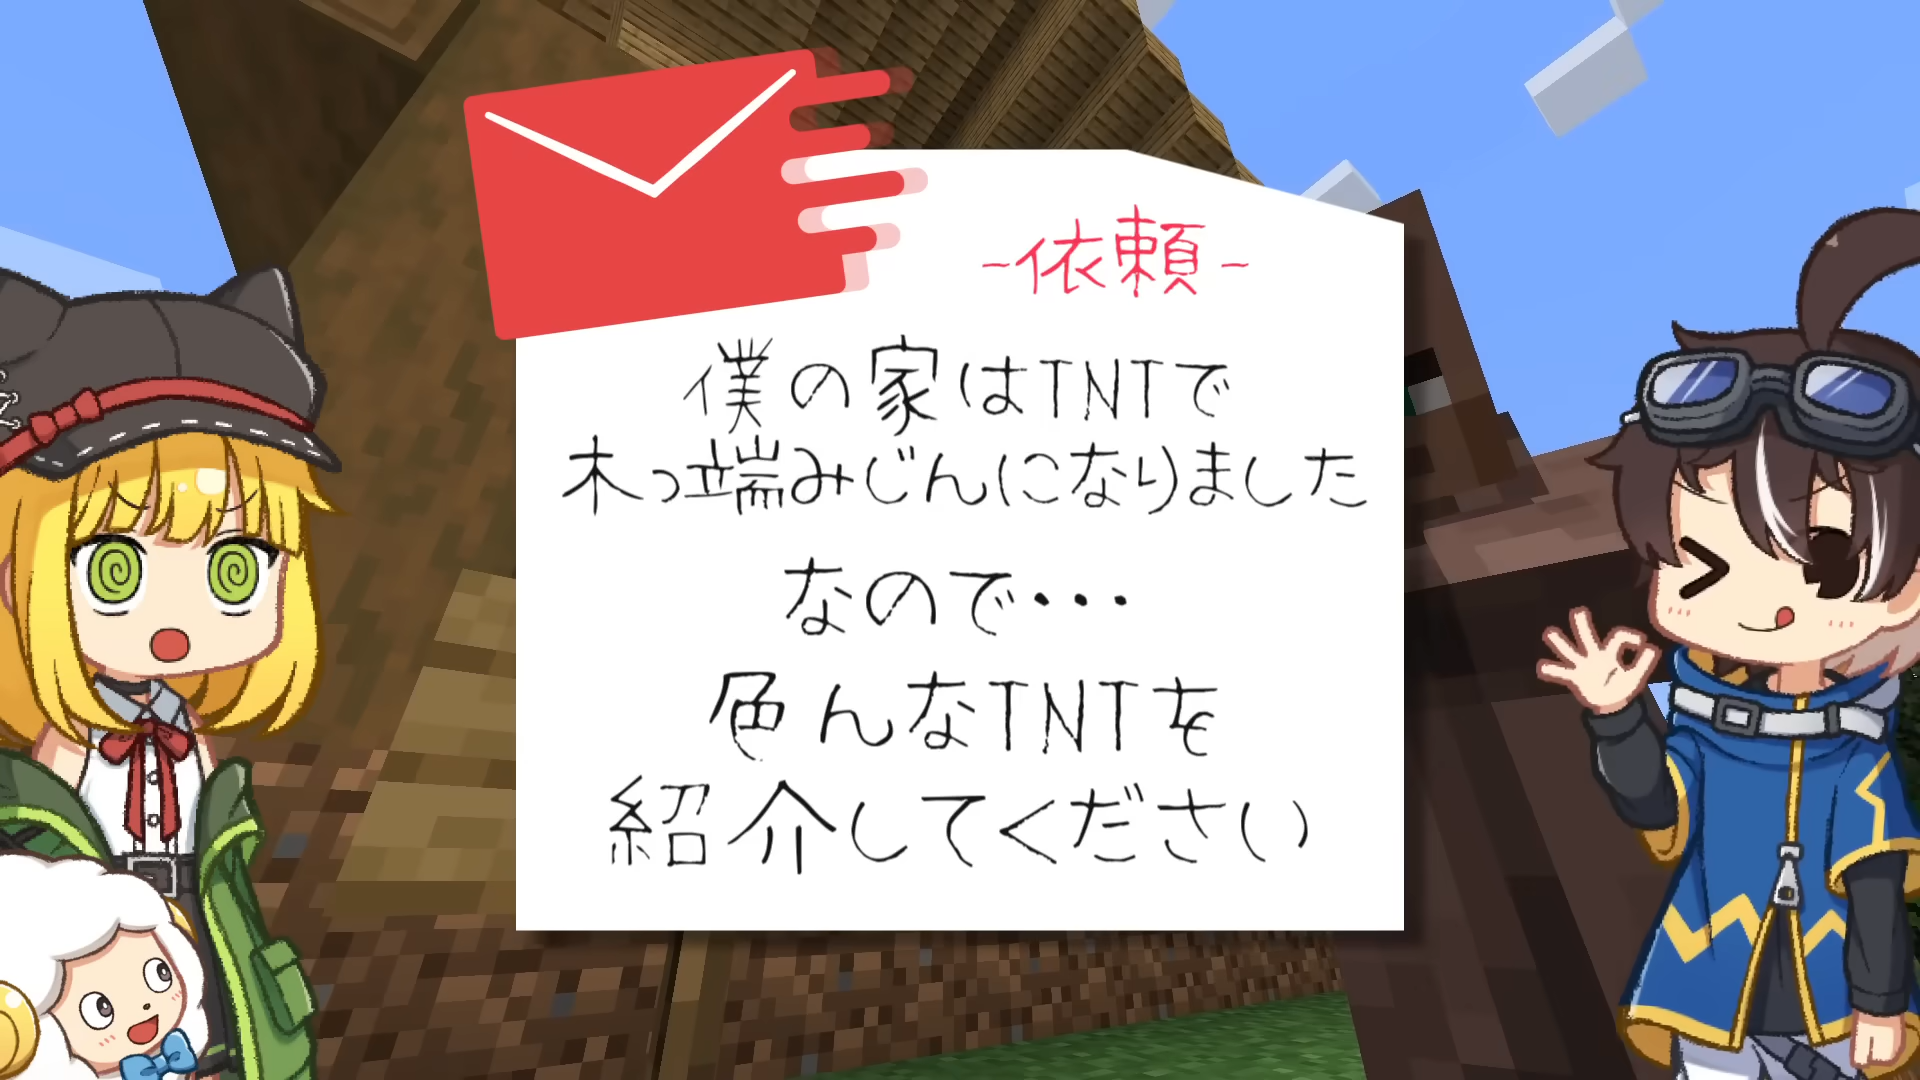 -依頼-
僕の家はTNTで
木っ端みじんになりました
なので・・・
色んなTNTを
紹介してください